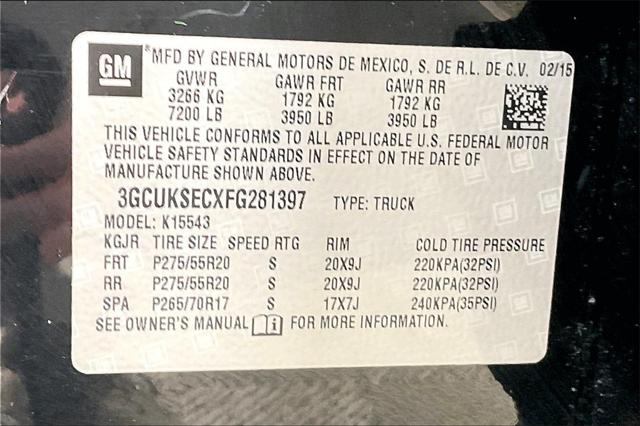 GM ®MFD BY GENERAL MOTORS DE MEXICO, S. DE R.L. DE C.V. 02/15
GVWR GAWR FRT GAWR RR
3266 KG 1792 KG 1792 KG
7200 LB 3950 LB 3950 LB
THIS VEHICLE CONFORMS TO ALL APPLICABLE U.S. FEDERAL MOTOR
VEHICLE SAFETY STANDARDS IN EFFECT ON THE DATE OF
MANUFACTURE SHOWN ABOVE.
3GCUKSECXFG281397 TYPE: TRUCK
MODEL: K15543
KGJR TIRE SIZE SPEED RTG RIM COLD TIRE PRESSURE
FRT P275/55R20 S 20X9J 220KPA(32PSI)
RR P275/55R20 S 20X9J 220KPA(32PSI)
SPA P265/70R17 S 17X7J 240KPA(35PSI)
SEE OWNER'S MANUAL i FOR MORE INFORMATION.